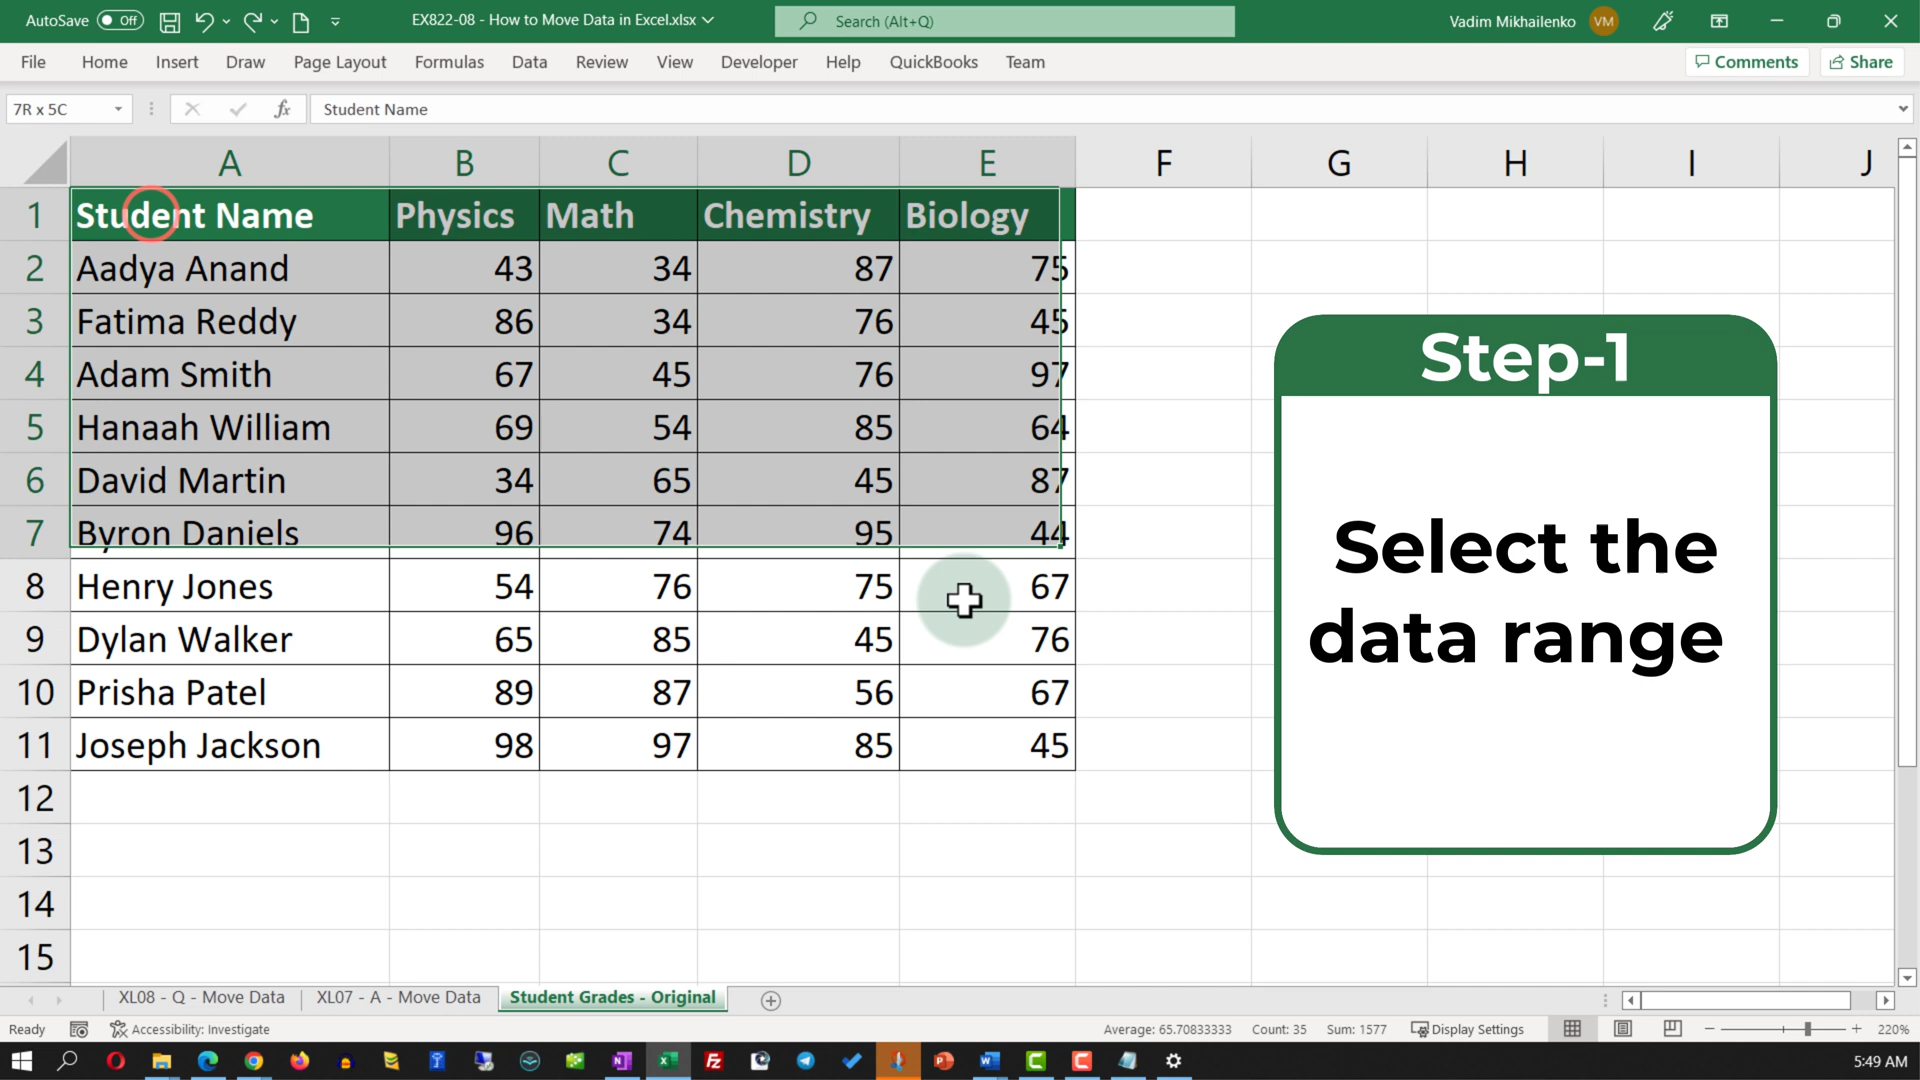 AutoSave Off EX822-08 - How to Move Data in Excel.xlsx Search (Alt+Q) Vadim Mikhailenko VM
File Home Insert Draw Page Layout Formulas Data Review View Developer Help QuickBooks Team Comments Share
7R x 5C fx Student Name
A B C D E F G H I J
1 Student Name Physics Math Chemistry Biology
2 Aadya Anand 43 34 87 75
3 Fatima Reddy 86 34 76 45
4 Adam Smith 67 45 76 97
5 Hanaah William 69 54 85 64
6 David Martin 34 65 45 87
7 Byron Daniels 96 74 95 44
8 Henry Jones 54 76 75 67
9 Dylan Walker 65 85 45 76
10 Prisha Patel 89 87 56 67
11 Joseph Jackson 98 97 85 45
12
13
14
15
Step-1
Select the
data range
XL08 - Q - Move Data XL07 - A - Move Data Student Grades - Original
Ready Accessibility: Investigate Average: 65.70833333 Count: 35 Sum: 1577 Display Settings 220%
5:49 AM